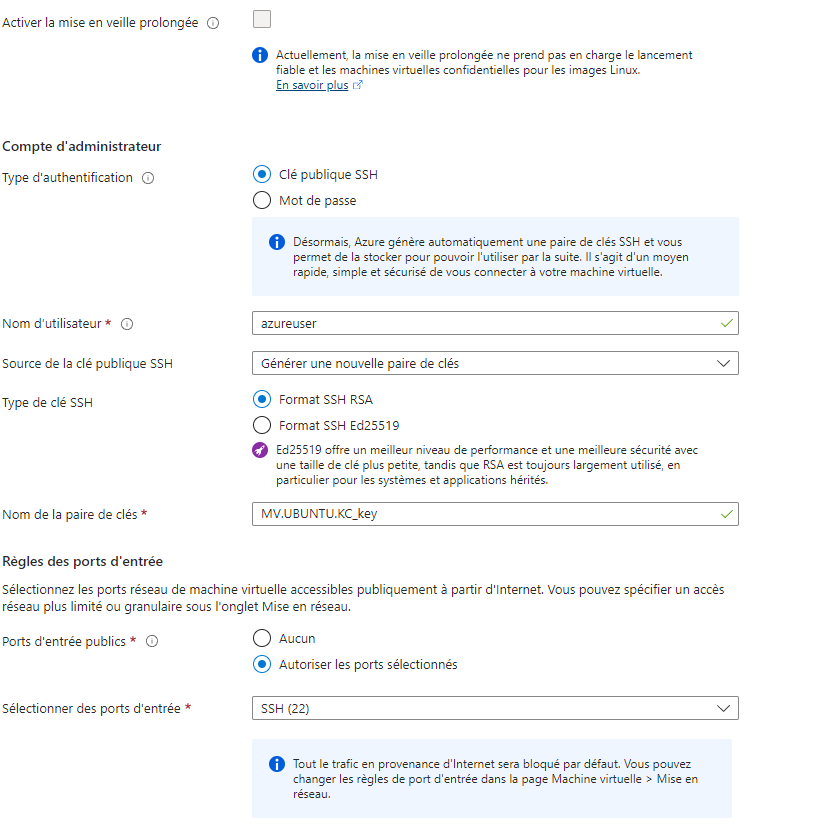 Activer la mise en veille prolongée
Actuellement, la mise en veille prolongée ne prend pas en charge le lancement
fiable et les machines virtuelles confidentielles pour les images Linux.
En savoir plus
Compte d'administrateur
Type d'authentification
Clé publique SSH
Mot de passe
Désormais, Azure génère automatiquement une paire de clés SSH et vous
permet de la stocker pour pouvoir l'utiliser par la suite. Il s'agit d'un moyen
rapide, simple et sécurisé de vous connecter à votre machine virtuelle.
Nom d'utilisateur *
azureuser
Source de la clé publique SSH
Générer une nouvelle paire de clés
Type de clé SSH
Format SSH RSA
Format SSH Ed25519
Ed25519 offre un meilleur niveau de performance et une meilleure sécurité avec
une taille de clé plus petite, tandis que RSA est toujours largement utilisé, en
particulier pour les systèmes et applications hérités.
Nom de la paire de clés *
MV.UBUNTU.KC_key
Règles des ports d'entrée
Sélectionnez les ports réseau de machine virtuelle accessibles publiquement à partir d'Internet. Vous pouvez spécifier un accès
réseau plus limité ou granulaire sous l'onglet Mise en réseau.
Ports d'entrée publics *
Aucun
Autoriser les ports sélectionnés
Sélectionner des ports d'entrée *
SSH (22)
Tout le trafic en provenance d'Internet sera bloqué par défaut. Vous pouvez
changer les règles de port d'entrée dans la page Machine virtuelle > Mise en
réseau.